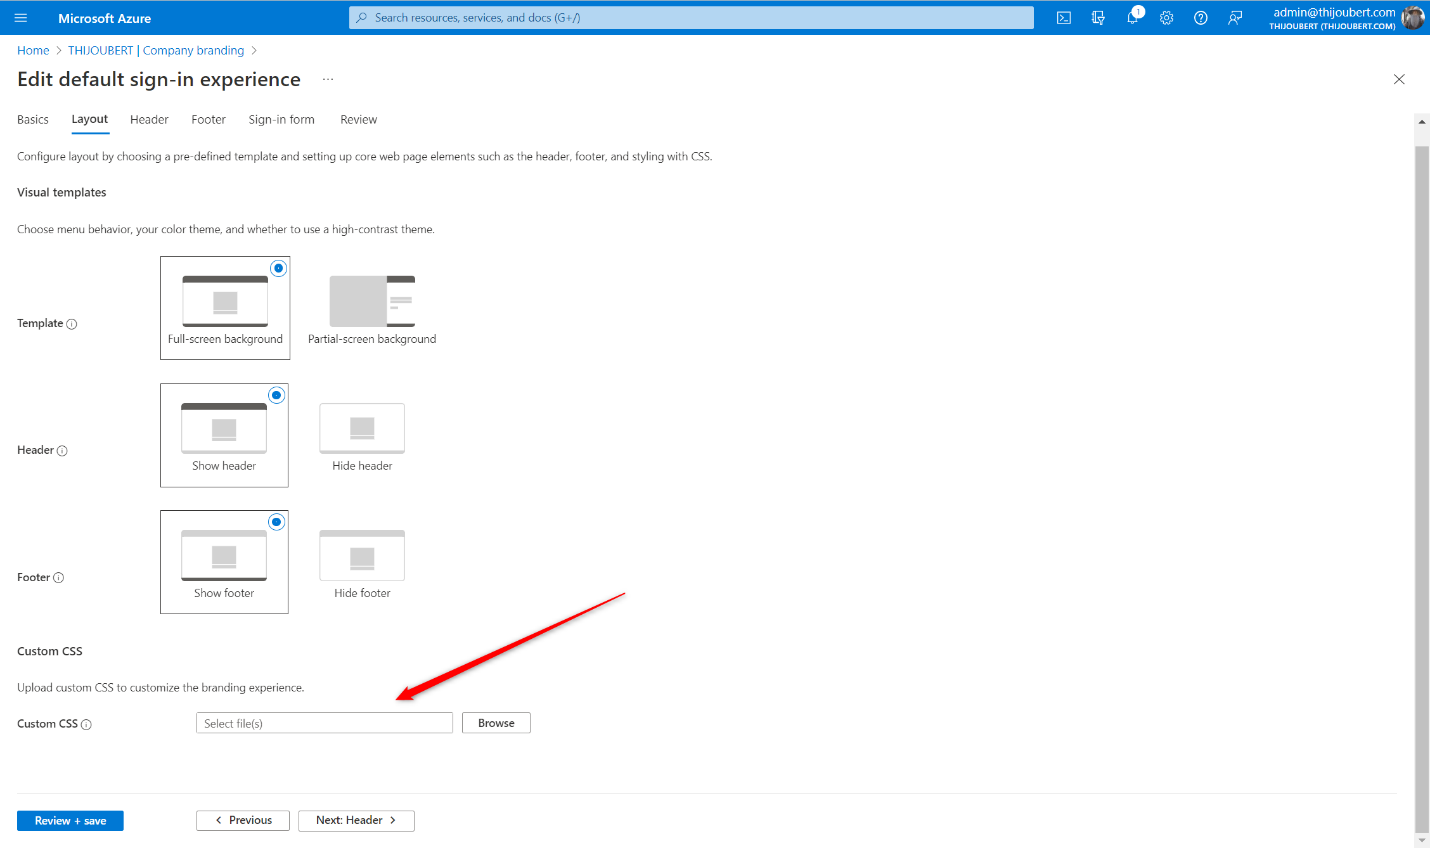 Microsoft Azure
Search resources, services, and docs (G+/)
1
admin@thijoubert.com
THIJOUBERT (THIJOUBERT.COM)
Home > THIJOUBERT | Company branding >
Edit default sign-in experience ...
Basics Layout Header Footer Sign-in form Review
Configure layout by choosing a pre-defined template and setting up core web page elements such as the header, footer, and styling with CSS.
Visual templates
Choose menu behavior, your color theme, and whether to use a high-contrast theme.
Template
Full-screen background Partial-screen background
Header
Show header Hide header
Footer
Show footer Hide footer
Custom CSS
Upload custom CSS to customize the branding experience.
Custom CSS Select file(s) Browse
Review + save < Previous Next: Header >